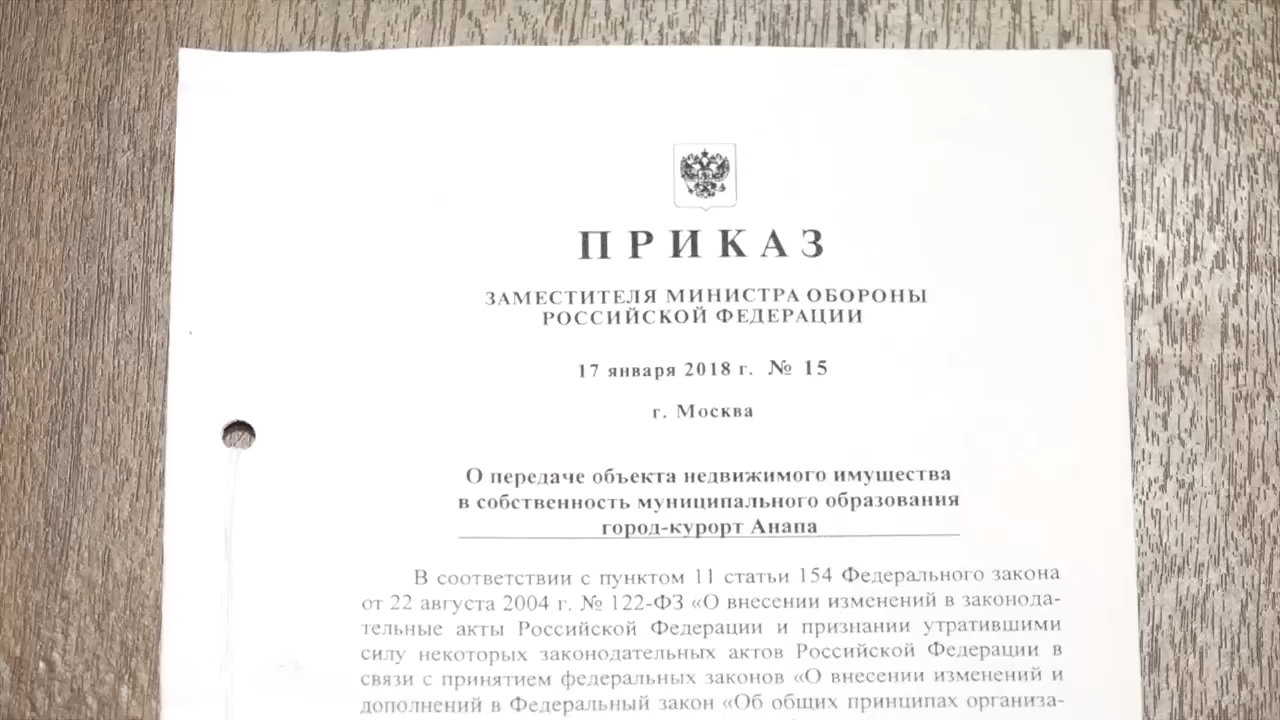 ПРИКАЗ
ЗАМЕСТИТЕЛЯ МИНИСТРА ОБОРОНЫ
РОССИЙСКОЙ ФЕДЕРАЦИИ
17 января 2018 г. № 15
г. Москва
О передаче объекта недвижимого имущества
в собственность муниципального образования
город-курорт Анапа
В соответствии с пунктом 11 статьи 154 Федерального закона
от 22 августа 2004 г. № 122-ФЗ «О внесении изменений в законода-
тельные акты Российской Федерации и признании утратившими
силу некоторых законодательных актов Российской Федерации в
связи с принятием федеральных законов «О внесении изменений и
дополнений в Федеральный закон «Об общих принципах организа-